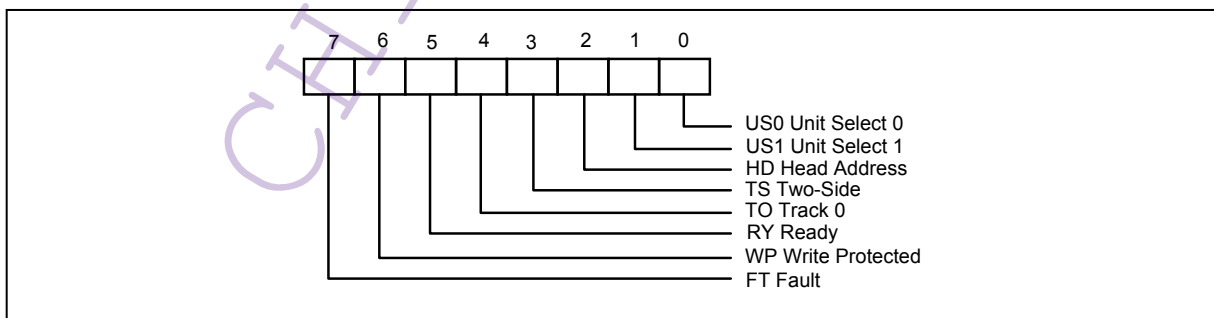 7 6 5 4 3 2 1 0
US0 Unit Select 0
US1 Unit Select 1
HD Head Address
TS Two-Side
TO Track 0
RY Ready
WP Write Protected
FT Fault
CH